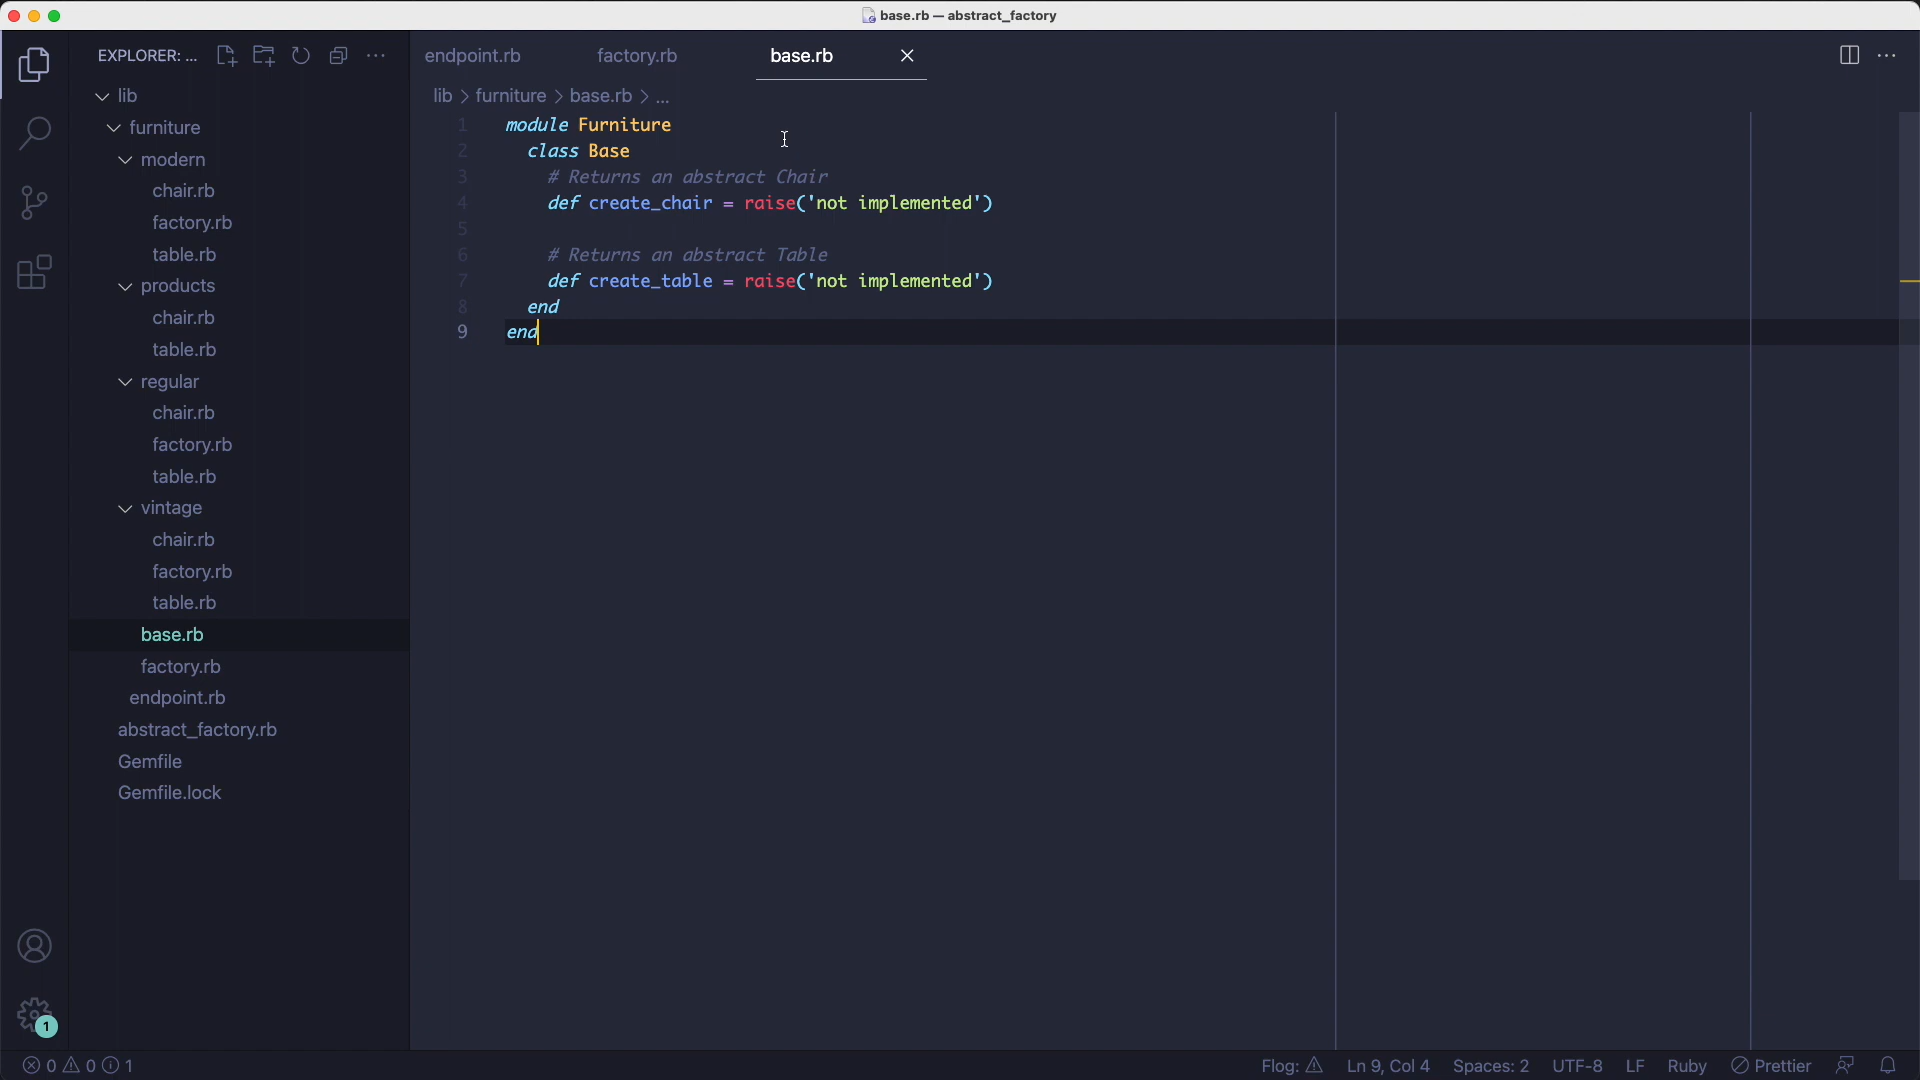 base.rb — abstract_factory
EXPLORER: ...
endpoint.rb
factory.rb
base.rb
lib > furniture > base.rb > ...
lib
furniture
modern
chair.rb
factory.rb
table.rb
products
chair.rb
table.rb
regular
chair.rb
factory.rb
table.rb
vintage
chair.rb
factory.rb
table.rb
base.rb
factory.rb
endpoint.rb
abstract_factory.rb
Gemfile
Gemfile.lock
1 module Furniture
2 class Base
3 # Returns an abstract Chair
4 def create_chair = raise('not implemented')
5
6 # Returns an abstract Table
7 def create_table = raise('not implemented')
8 end
9 end
1
0 0 1
Flog: Ln 9, Col 4 Spaces: 2 UTF-8 LF Ruby Prettier